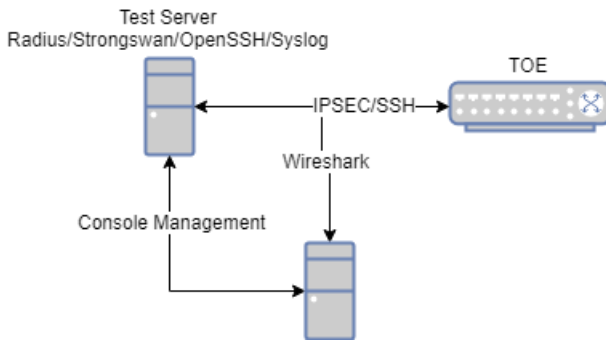 Test Server
Radius/Strongswan/OpenSSH/Syslog
TOE
IPSEC/SSH
Wireshark
Console Management